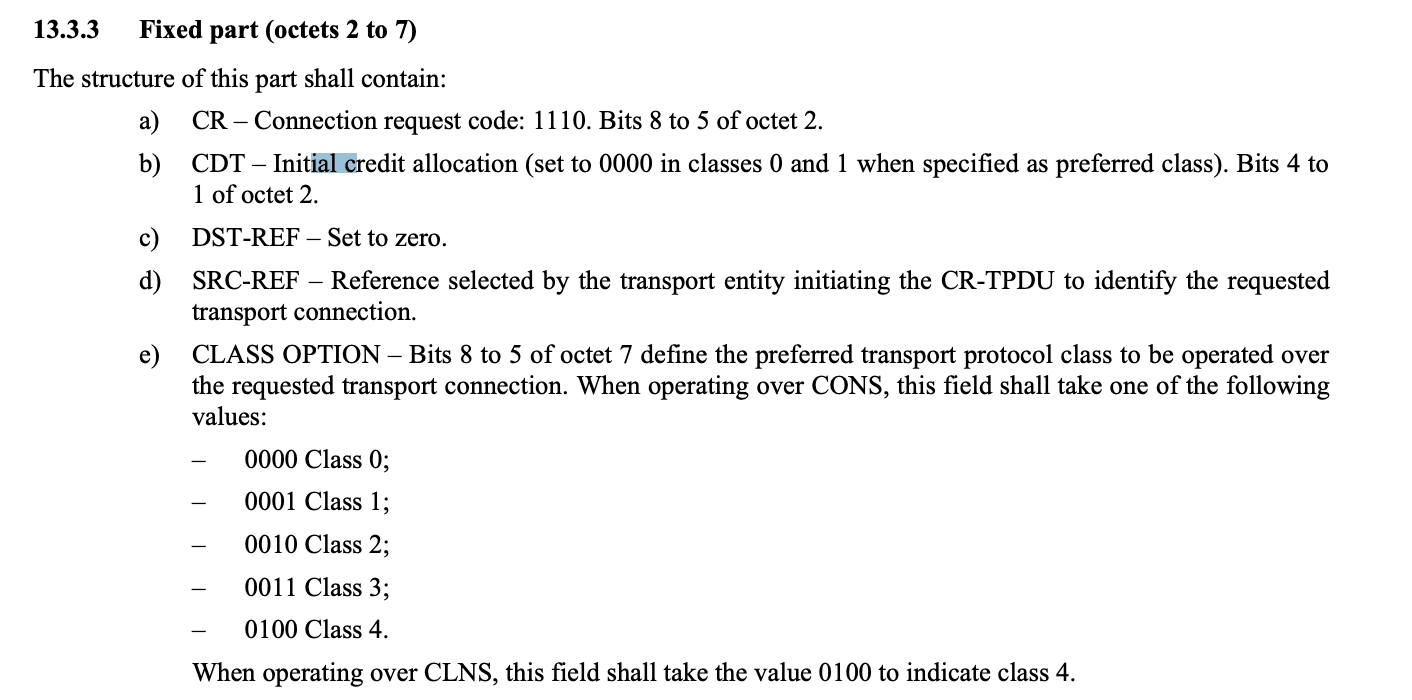 13.3.3 Fixed part (octets 2 to 7)
The structure of this part shall contain:
a) CR – Connection request code: 1110. Bits 8 to 5 of octet 2.
b) CDT – Initial credit allocation (set to 0000 in classes 0 and 1 when specified as preferred class). Bits 4 to
1 of octet 2.
c) DST-REF – Set to zero.
d) SRC-REF – Reference selected by the transport entity initiating the CR-TPDU to identify the requested
transport connection.
e) CLASS OPTION – Bits 8 to 5 of octet 7 define the preferred transport protocol class to be operated over
the requested transport connection. When operating over CONS, this field shall take one of the following
values:
– 0000 Class 0;
– 0001 Class 1;
– 0010 Class 2;
– 0011 Class 3;
– 0100 Class 4.
When operating over CLNS, this field shall take the value 0100 to indicate class 4.